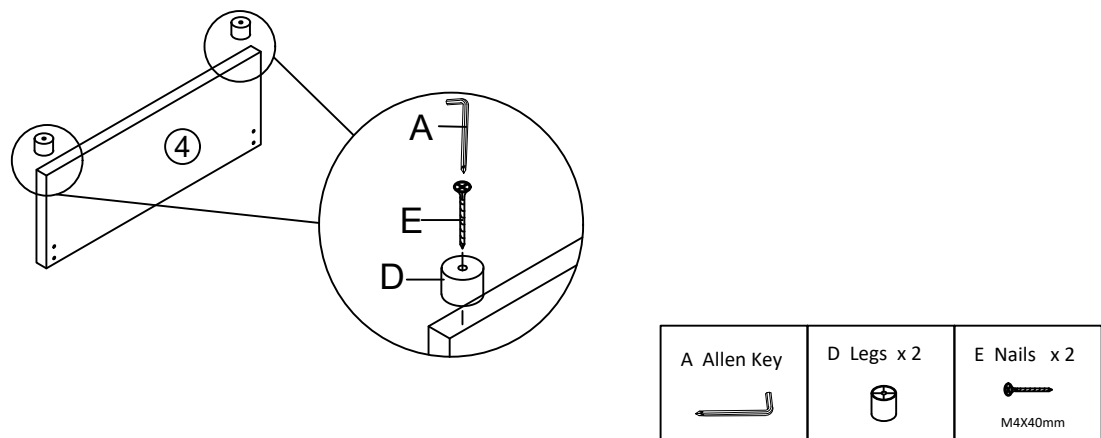 4
A
E
D
A Allen Key
D Legs x 2
E Nails x 2
M4X40mm